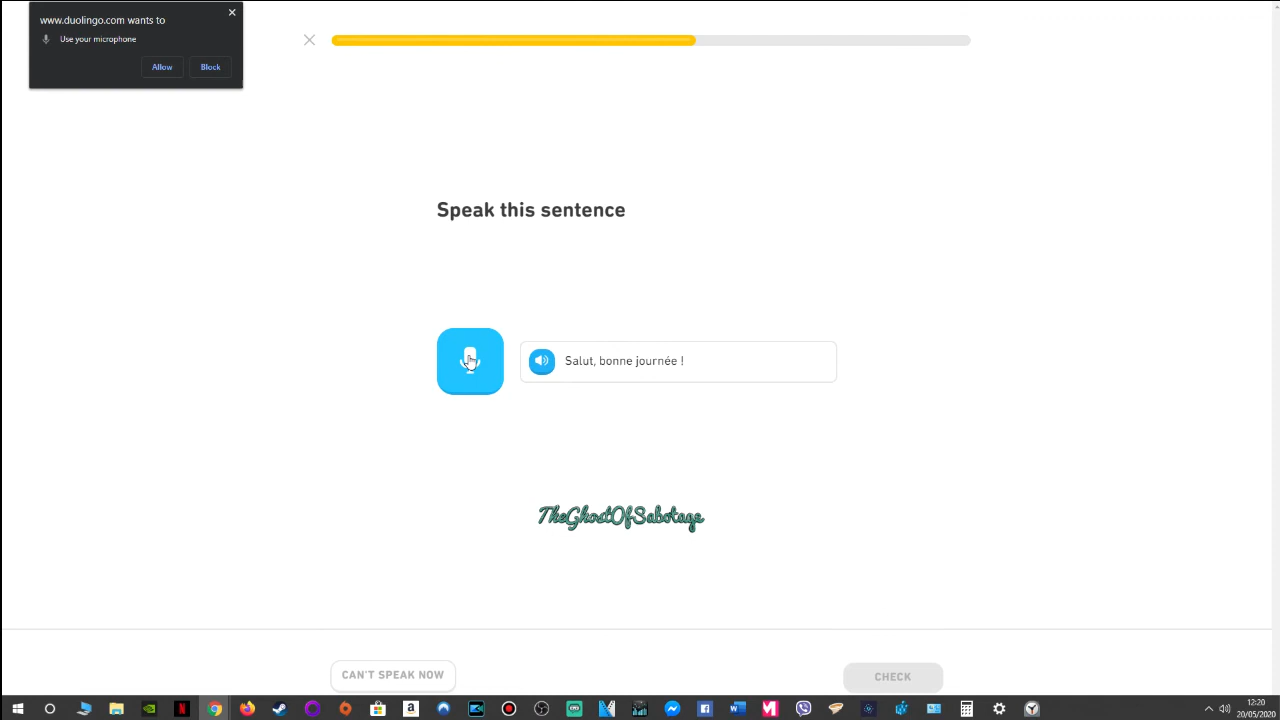 www.duolingo.com wants to
Use your microphone
Allow
Block
Speak this sentence
Salut, bonne journée !
TheGhostOfSabotage
CAN'T SPEAK NOW
CHECK
12:20
20/05/2020